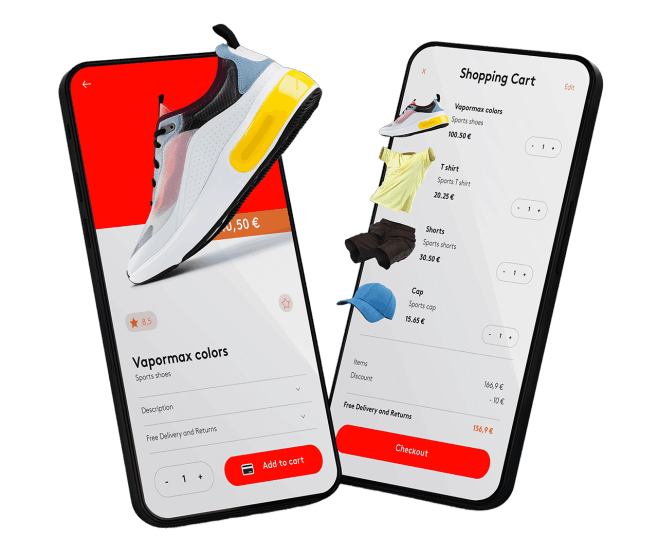 0,50 €
8.5
Vapormax colors
Sports shoes
Description
Free Delivery and Returns
- 1 +
Add to cart
x
Shopping Cart
Edit
Vapormax colors
Sports shoes
100.50 €
- 1 +
T shirt
Sports T shirt
20.25 €
- 1 +
Shorts
Sports shorts
30.50 €
- 1 +
Cap
Sports cap
15.65 €
- 1 +
Items 166,9 €
Discount - 10 €
Free Delivery and Returns 156,9 €
Checkout